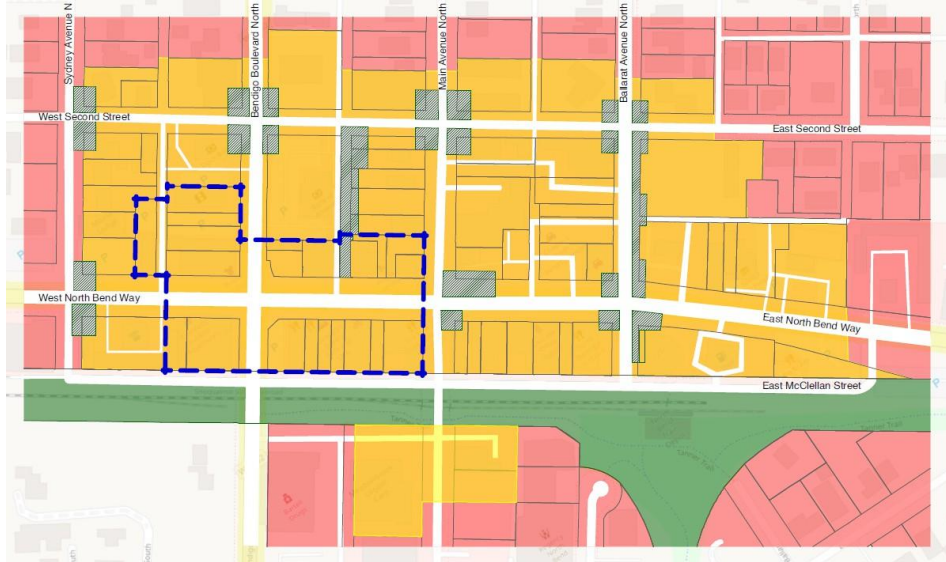 Sydney Avenue N
Bendigo Boulevard North
Main Avenue North
Ballarat Avenue North
West Second Street
East Second Street
West North Bend Way
East North Bend Way
East McClellan Street